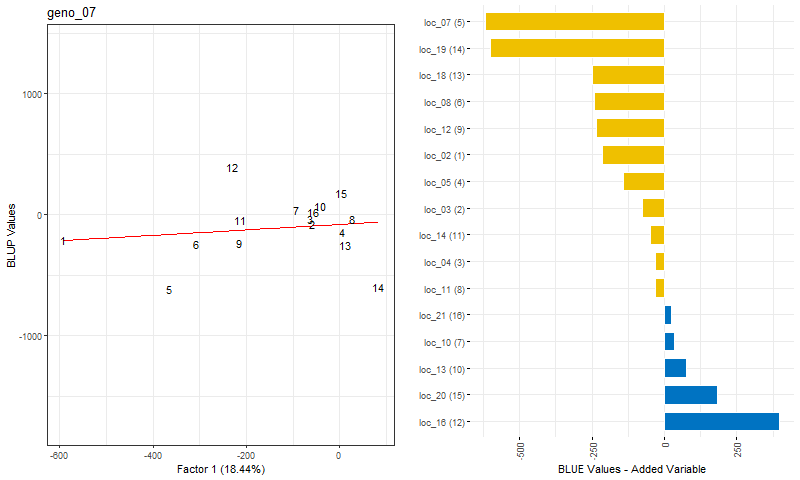 geno_07
BLUP Values
1000
0
-1000
12
15
10
7
16
11
3
8
2
4
1
6
9
13
5
14
-600
-400
-200
0
Factor 1 (18.44%)
loc_07 (5)
loc_19 (14)
loc_18 (13)
loc_08 (6)
loc_12 (9)
loc_02 (1)
loc_05 (4)
loc_03 (2)
loc_14 (11)
loc_04 (3)
loc_11 (8)
loc_21 (16)
loc_10 (7)
loc_13 (10)
loc_20 (15)
loc_16 (12)
-500
-250
0
250
BLUE Values - Added Variable